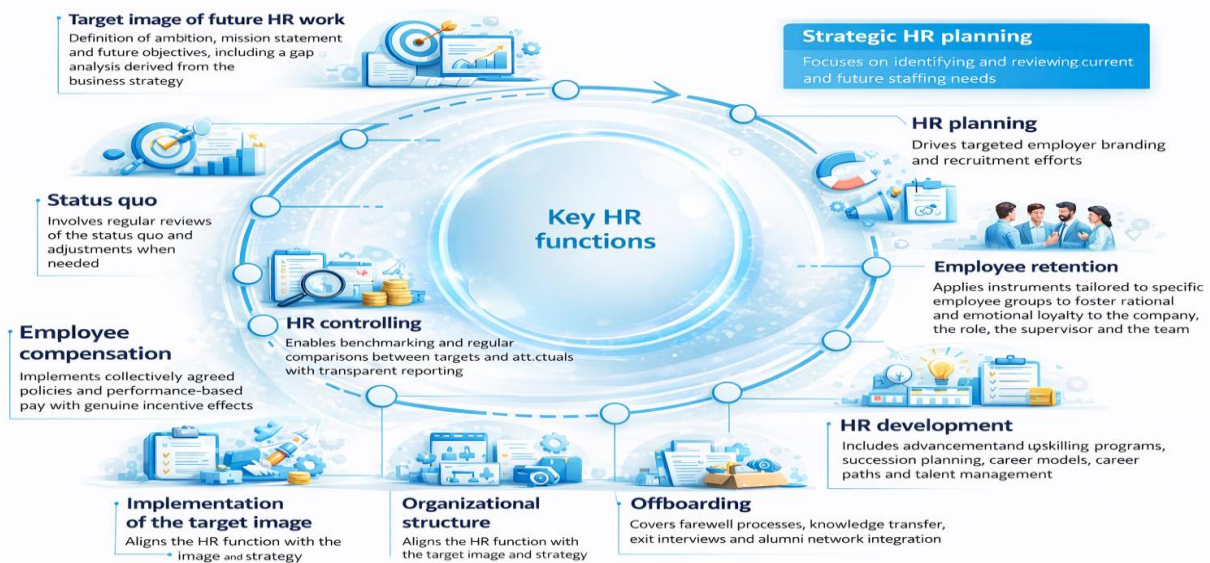 Target image of future HR work
Definition of ambition, mission statement
and future objectives, including a gap
analysis derived from the
business strategy
Strategic HR planning
Focuses on identifying and reviewing current
and future staffing needs
HR planning
Drives targeted employer branding
and recruitment efforts
Status quo
Involves regular reviews
of the status quo and
adjustments when
needed
Key HR
functions
Employee retention
Applies instruments tailored to specific
employee groups to foster rational
and emotional loyalty to the company,
the role, the supervisor and the team
HR controlling
Enables benchmarking and regular
comparisons between targets and att.ctuals
with transparent reporting
Employee
compensation
Implements collectively agreed
policies and performance-based
pay with genuine incentive effects
HR development
Includes advancementand upskilling programs,
succession planning, career models, career
paths and talent management
Implementation
of the target image
Aligns the HR function with the
image and strategy
Organizational
structure
Aligns the HR function with
the target image and strategy
Offboarding
Covers farewell processes, knowledge transfer,
exit interviews and alumni network integration